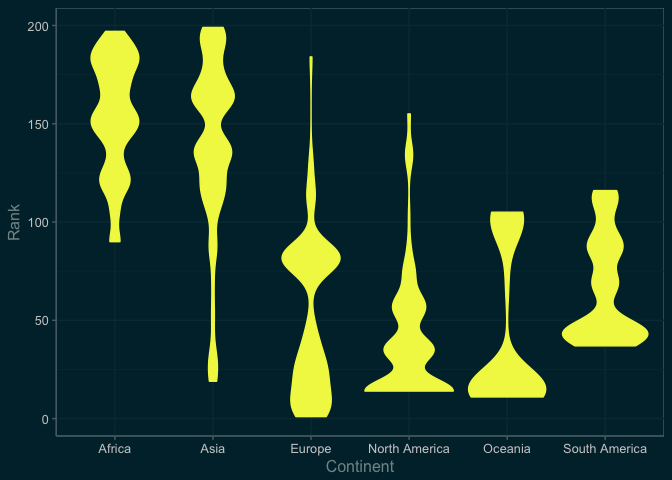 200
150
100
50
0
Rank
Africa
Asia
Europe
North America
Oceania
South America
Continent